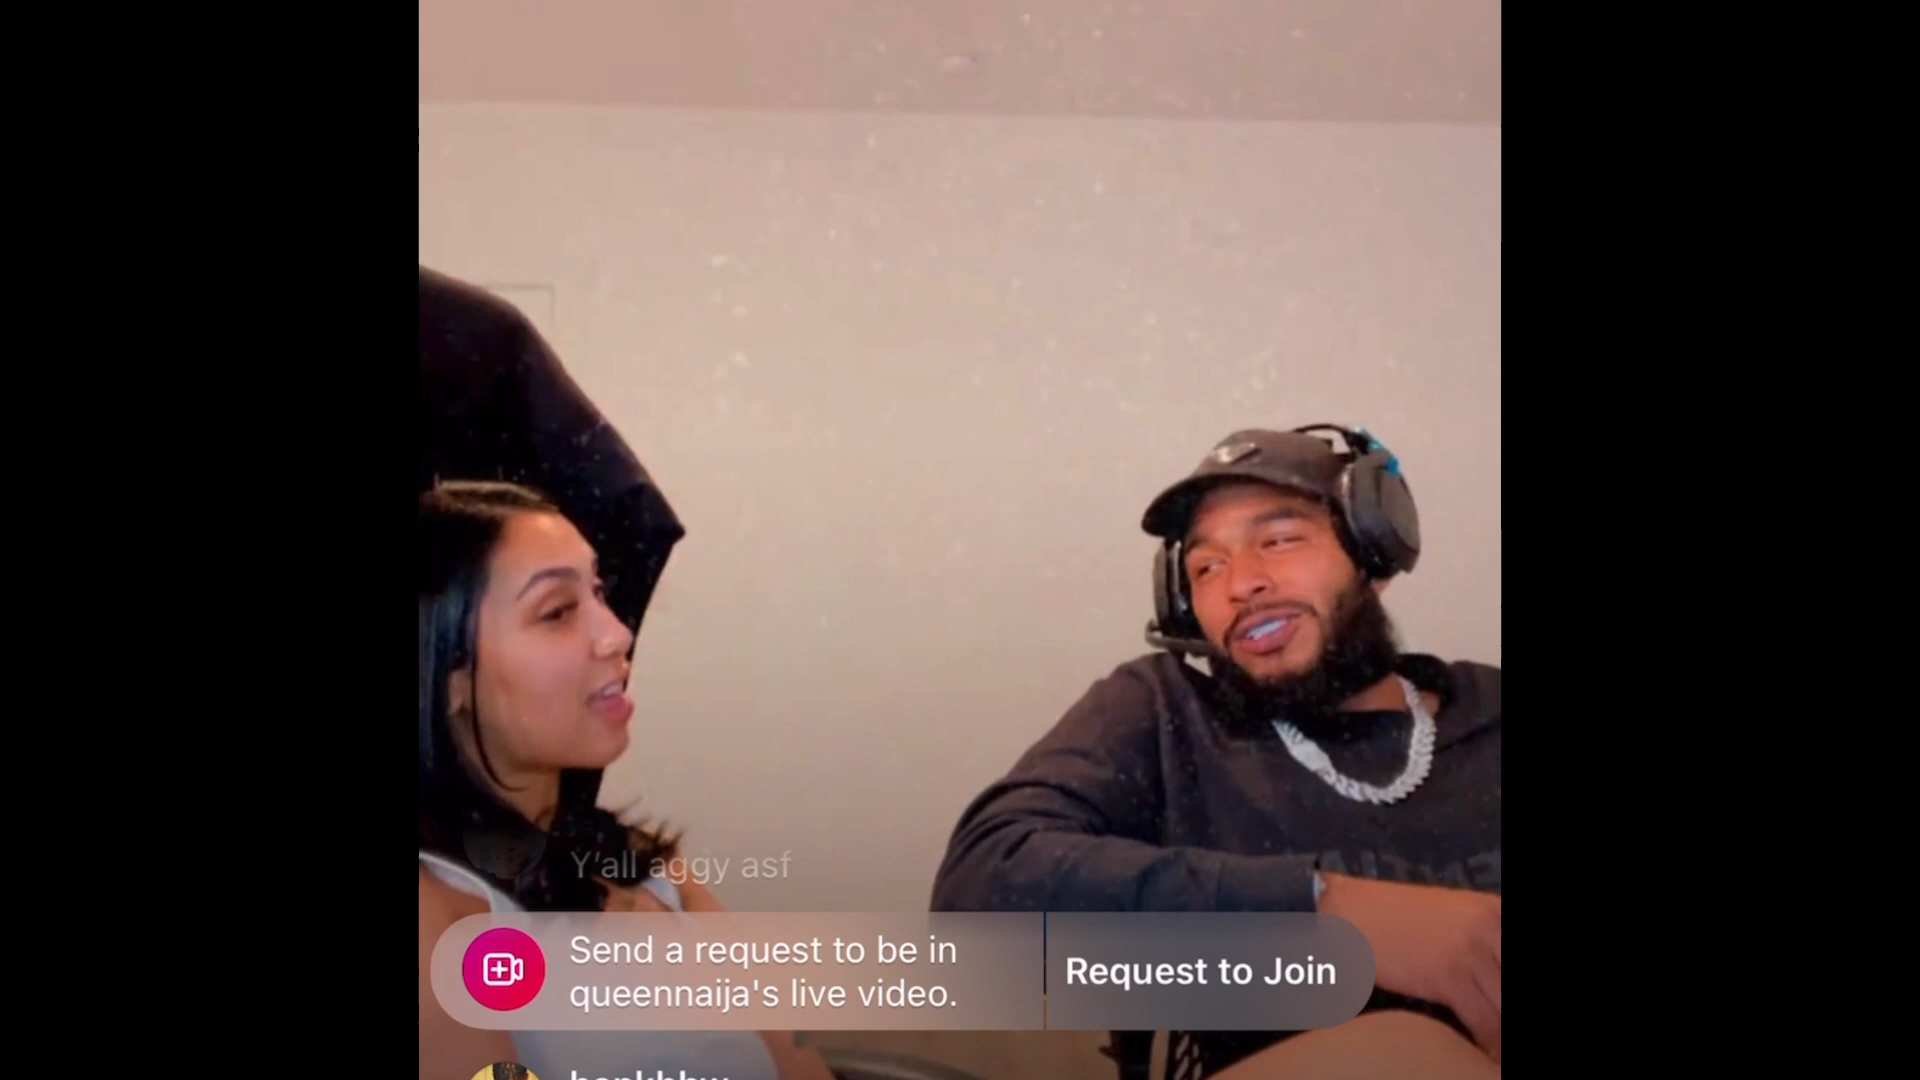 Y'all aggy asf
Send a request to be in
queennaija's live video.
Request to Join